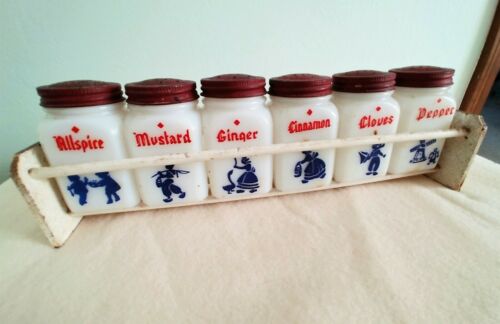 Allspice
Mustard
Ginger
Cinnamon
Cloves
Pepper